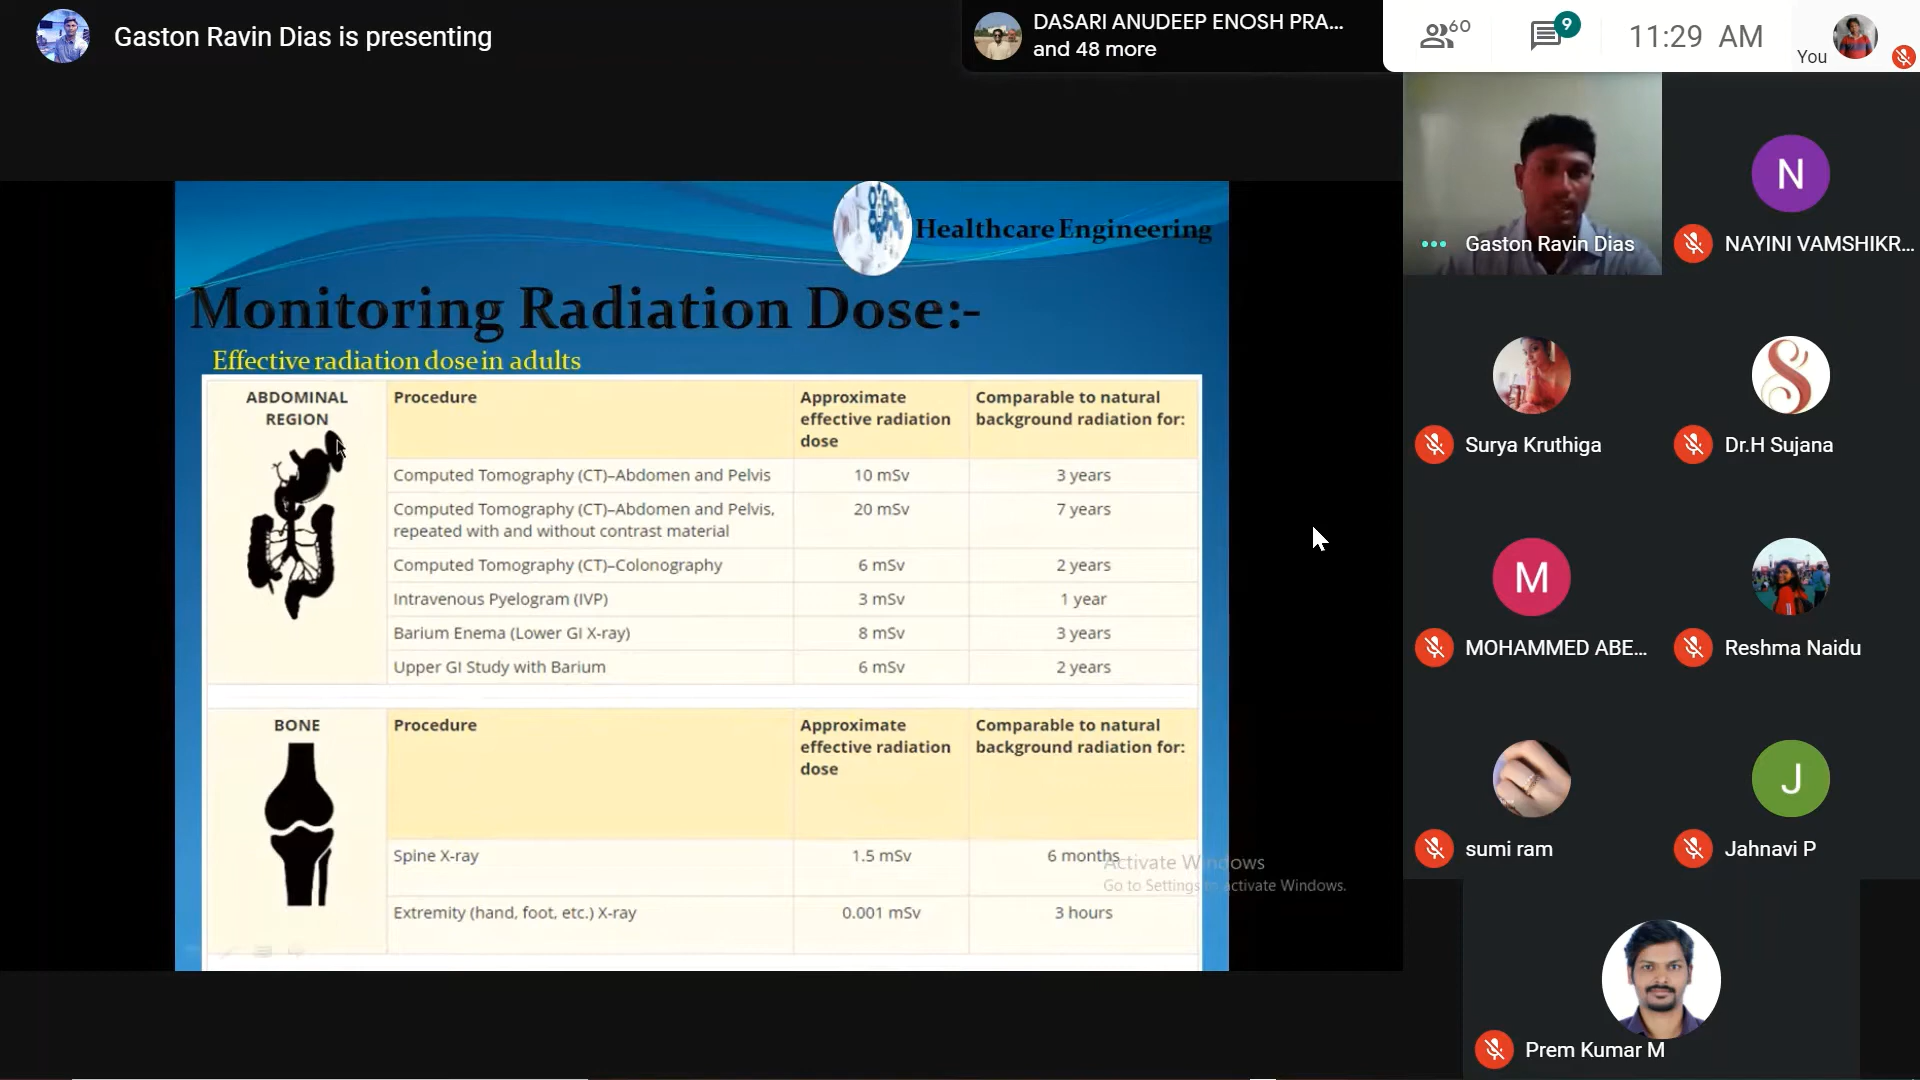 Gaston Ravin Dias is presenting
DASARI ANUDEEP ENOSH PRA...
and 48 more
60
9
11:29 AM
You
Healthcare Engineering
Monitoring Radiation Dose:-
Effective radiation dose in adults
ABDOMINAL
REGION
Procedure
Approximate
effective radiation
dose
Comparable to natural
background radiation for:
Computed Tomography (CT)–Abdomen and Pelvis
10 mSv
3 years
Computed Tomography (CT)–Abdomen and Pelvis,
repeated with and without contrast material
20 mSv
7 years
Computed Tomography (CT)–Colonography
6 mSv
2 years
Intravenous Pyelogram (IVP)
3 mSv
1 year
Barium Enema (Lower GI X-ray)
8 mSv
3 years
Upper GI Study with Barium
6 mSv
2 years
BONE
Procedure
Approximate
effective radiation
dose
Comparable to natural
background radiation for:
Spine X-ray
1.5 mSv
6 months
Extremity (hand, foot, etc.) X-ray
0.001 mSv
3 hours
Activate Windows
Go to Settings to activate Windows.
Gaston Ravin Dias
N
NAYINI VAMSHIKR...
Surya Kruthiga
S
Dr.H Sujana
M
MOHAMMED ABE...
Reshma Naidu
sumi ram
J
Jahnavi P
Prem Kumar M